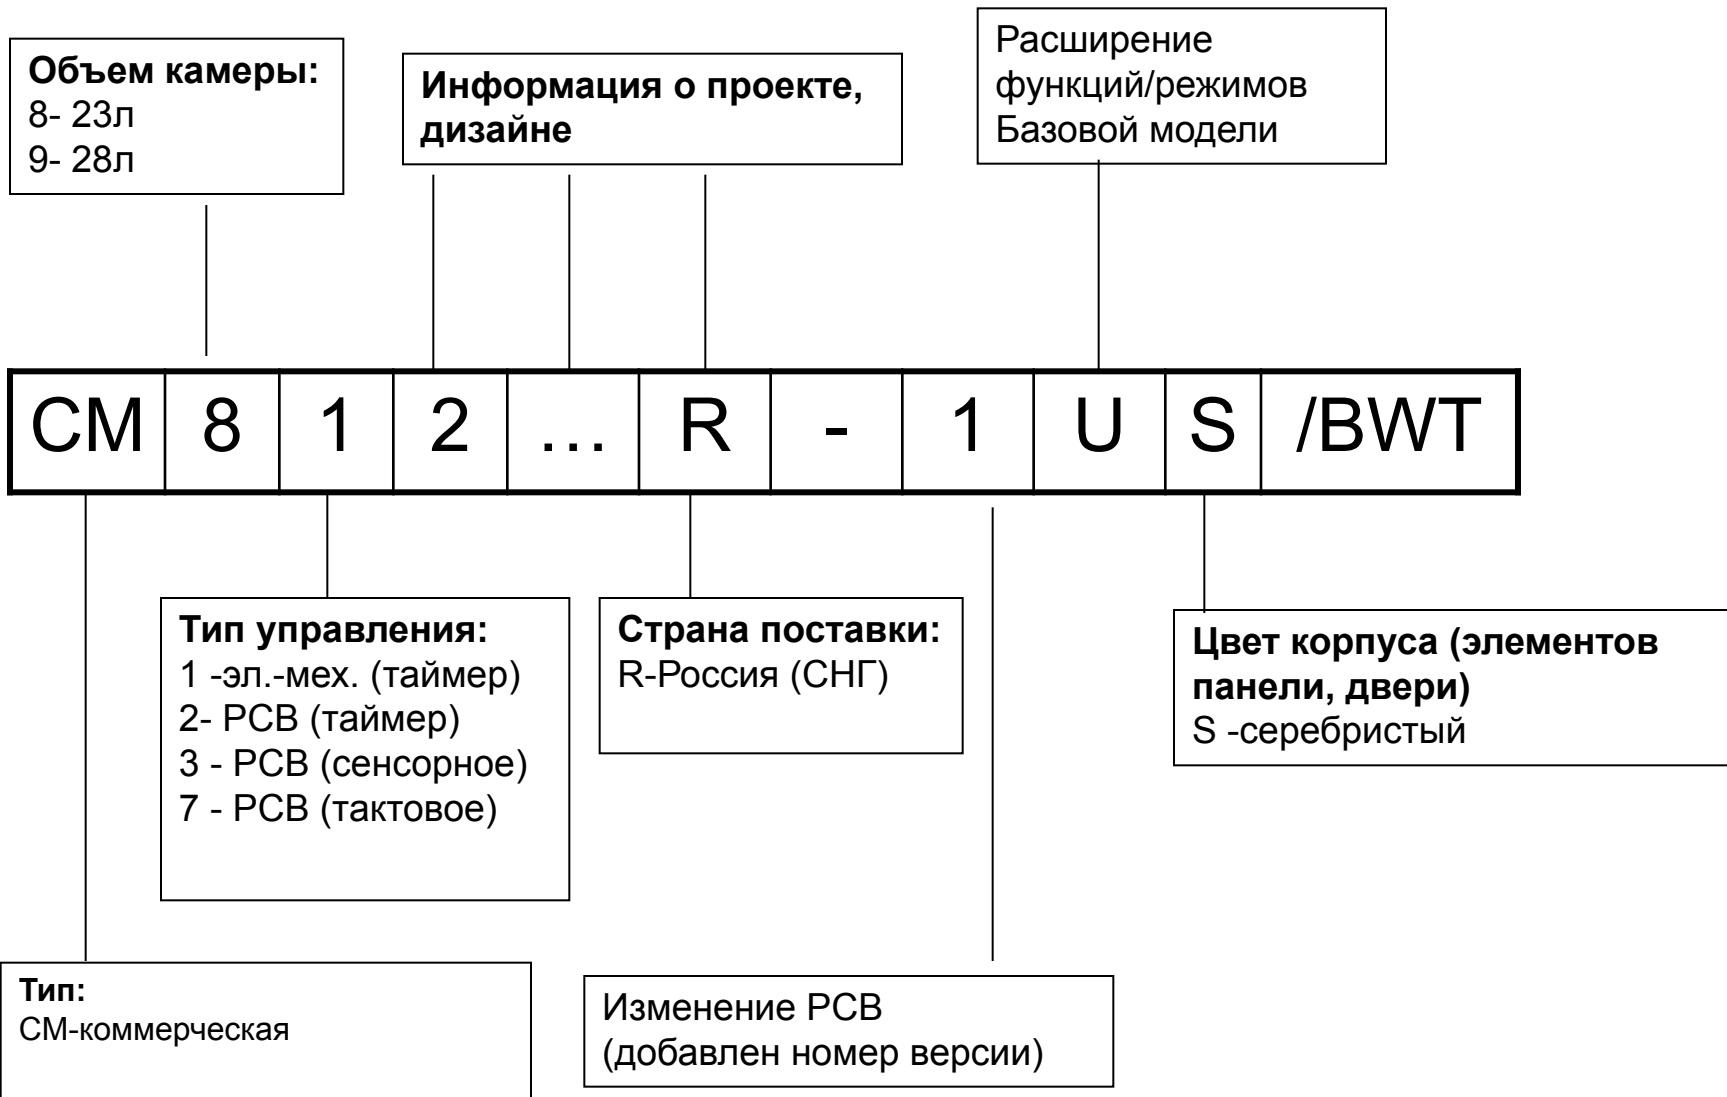 Объем камеры:
8- 23л
9- 28л
Информация о проекте,
дизайне
Расширение
функций/режимов
Базовой модели
CM 8 1 2 ... R - 1 U S /BWT
Тип управления:
1 -эл.-мех. (таймер)
2- PCB (таймер)
3 - PCB (сенсорное)
7 - PCB (тактовое)
Страна поставки:
R-Россия (СНГ)
Цвет корпуса (элементов
панели, двери)
S -серебристый
Тип:
СМ-коммерческая
Изменение PCB
(добавлен номер версии)